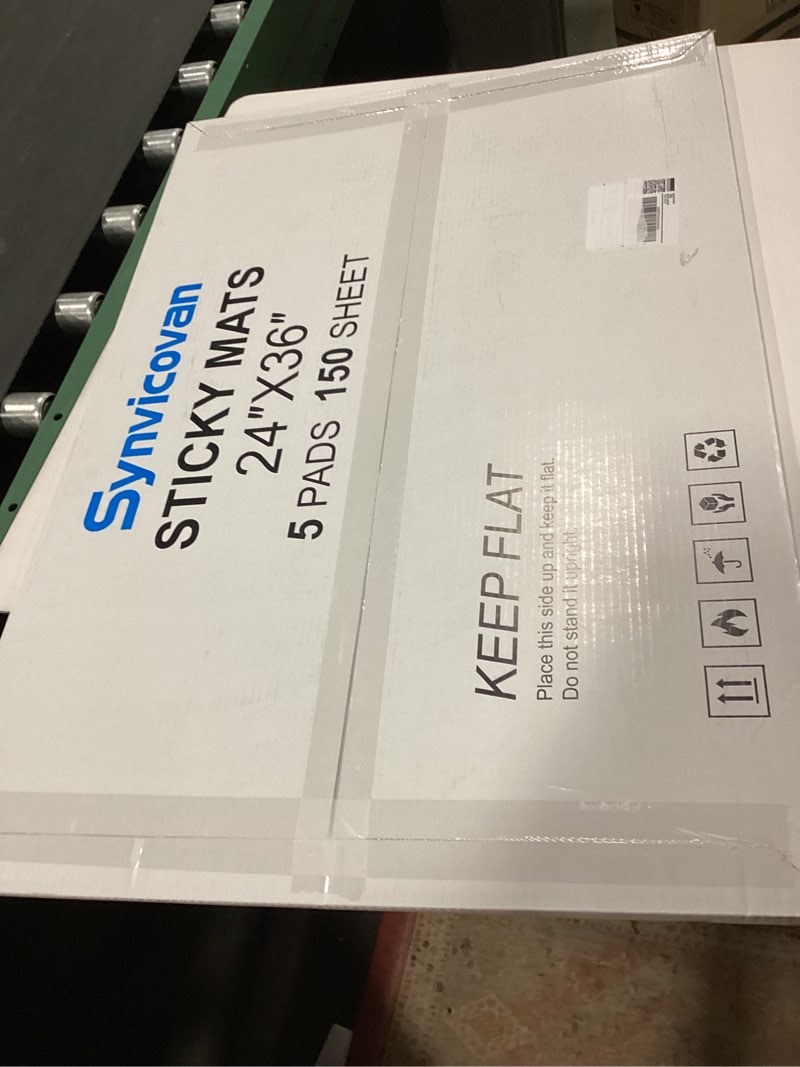 Synvicovan
STICKY MATS
24"X36"
5 PADS 150 SHEET
KEEP FLAT
Place this side up and keep it flat.
Do not stand it upright.